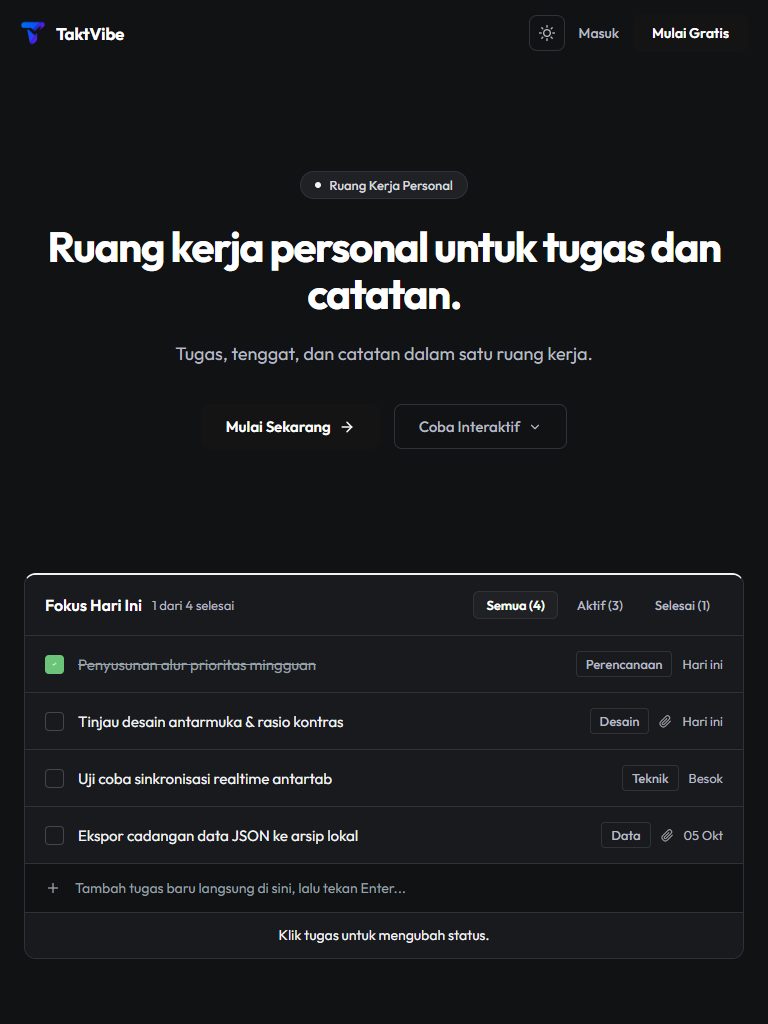 TaktVibe
Masuk
Mulai Gratis
Ruang Kerja Personal
Ruang kerja personal untuk tugas dan
catatan.
Tugas, tenggat, dan catatan dalam satu ruang kerja.
Mulai Sekarang
Coba Interaktif
Fokus Hari Ini 1 dari 4 selesai
Semua (4) Aktif (3) Selesai (1)
Penyusunan alur prioritas mingguan Perencanaan Hari ini
Tinjau desain antarmuka & rasio kontras Desain Hari ini
Uji coba sinkronisasi realtime antartab Teknik Besok
Ekspor cadangan data JSON ke arsip lokal Data 05 Okt
Tambah tugas baru langsung di sini, lalu tekan Enter...
Klik tugas untuk mengubah status.